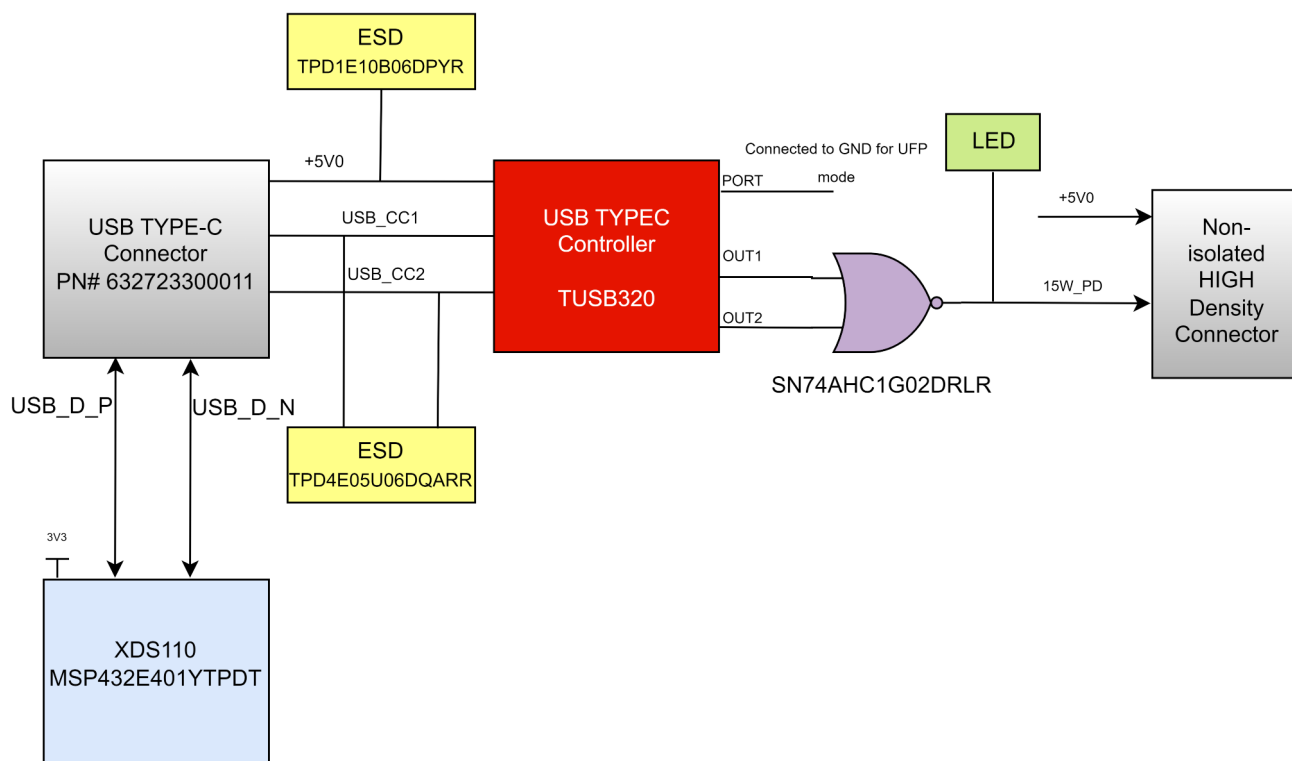 ESD
TPD1E10B06DPYR
USB TYPE-C
Connector
PN# 632723300011
+5V0
USB_CC1
USB_CC2
USB TYPEC
Controller
TUSB320
PORT
OUT1
OUT2
Connected to GND for UFP
mode
LED
SN74AHC1G02DRLR
+5V0
15W_PD
Non-
isolated
HIGH
Density
Connector
USB_D_P
USB_D_N
ESD
TPD4E05U06DQARR
3V3
XDS110
MSP432E401YTPDT